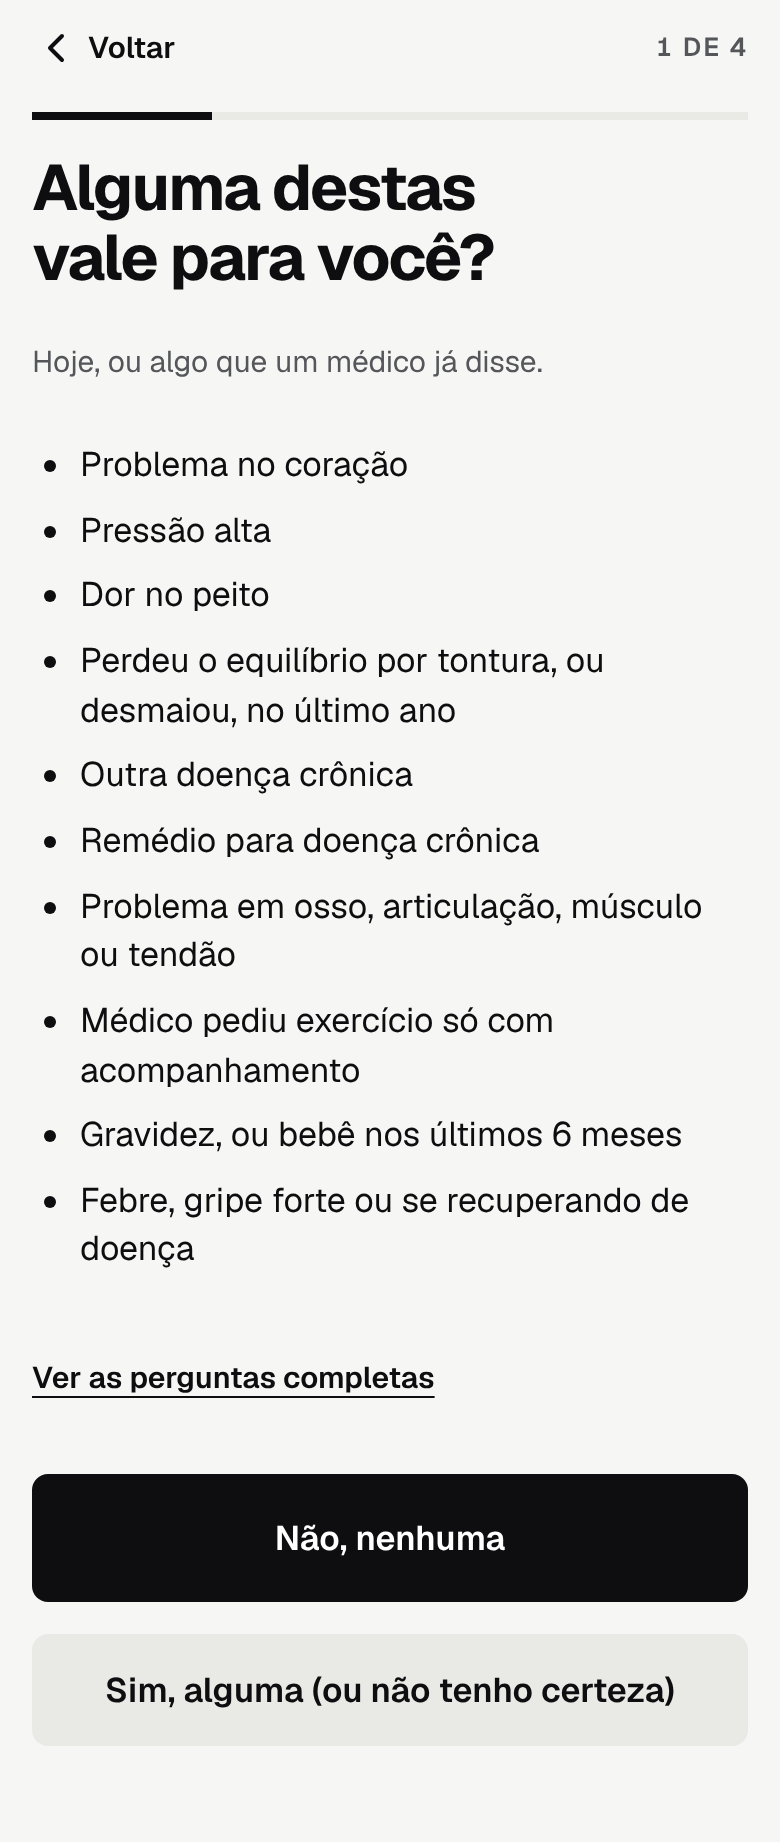 Voltar
1 DE 4
Alguma destas
vale para você?
Hoje, ou algo que um médico já disse.
• Problema no coração
• Pressão alta
• Dor no peito
• Perdeu o equilíbrio por tontura, ou
desmaiou, no último ano
• Outra doença crônica
• Remédio para doença crônica
• Problema em osso, articulação, músculo
ou tendão
• Médico pediu exercício só com
acompanhamento
• Gravidez, ou bebê nos últimos 6 meses
• Febre, gripe forte ou se recuperando de
doença
Ver as perguntas completas
Não, nenhuma
Sim, alguma (ou não tenho certeza)